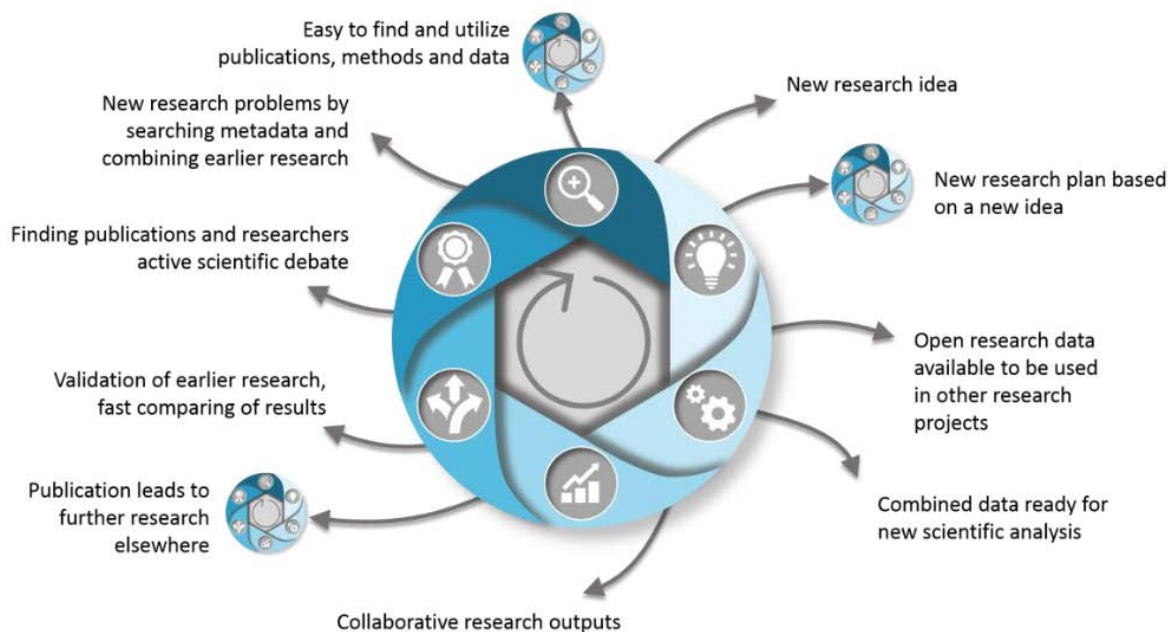 Easy to find and utilize
publications, methods and data
New research idea
New research problems by
searching metadata and
combining earlier research
New research plan based
on a new idea
Finding publications and researchers
active scientific debate
Open research data
available to be used
in other research
projects
Validation of earlier research,
fast comparing of results
Publication leads to
further research
elsewhere
Combined data ready for
new scientific analysis
Collaborative research outputs